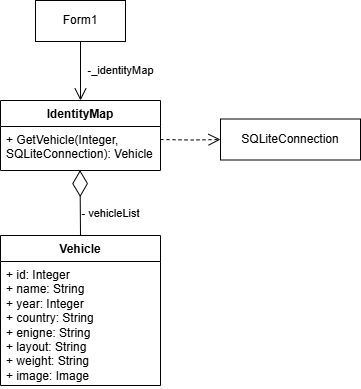 Form1
-_identityMap
IdentityMap
+ GetVehicle(Integer,
SQLiteConnection): Vehicle
SQLiteConnection
- vehicleList
Vehicle
+ id: Integer
+ name: String
+ year: Integer
+ country: String
+ enigne: String
+ layout: String
+ weight: String
+ image: Image